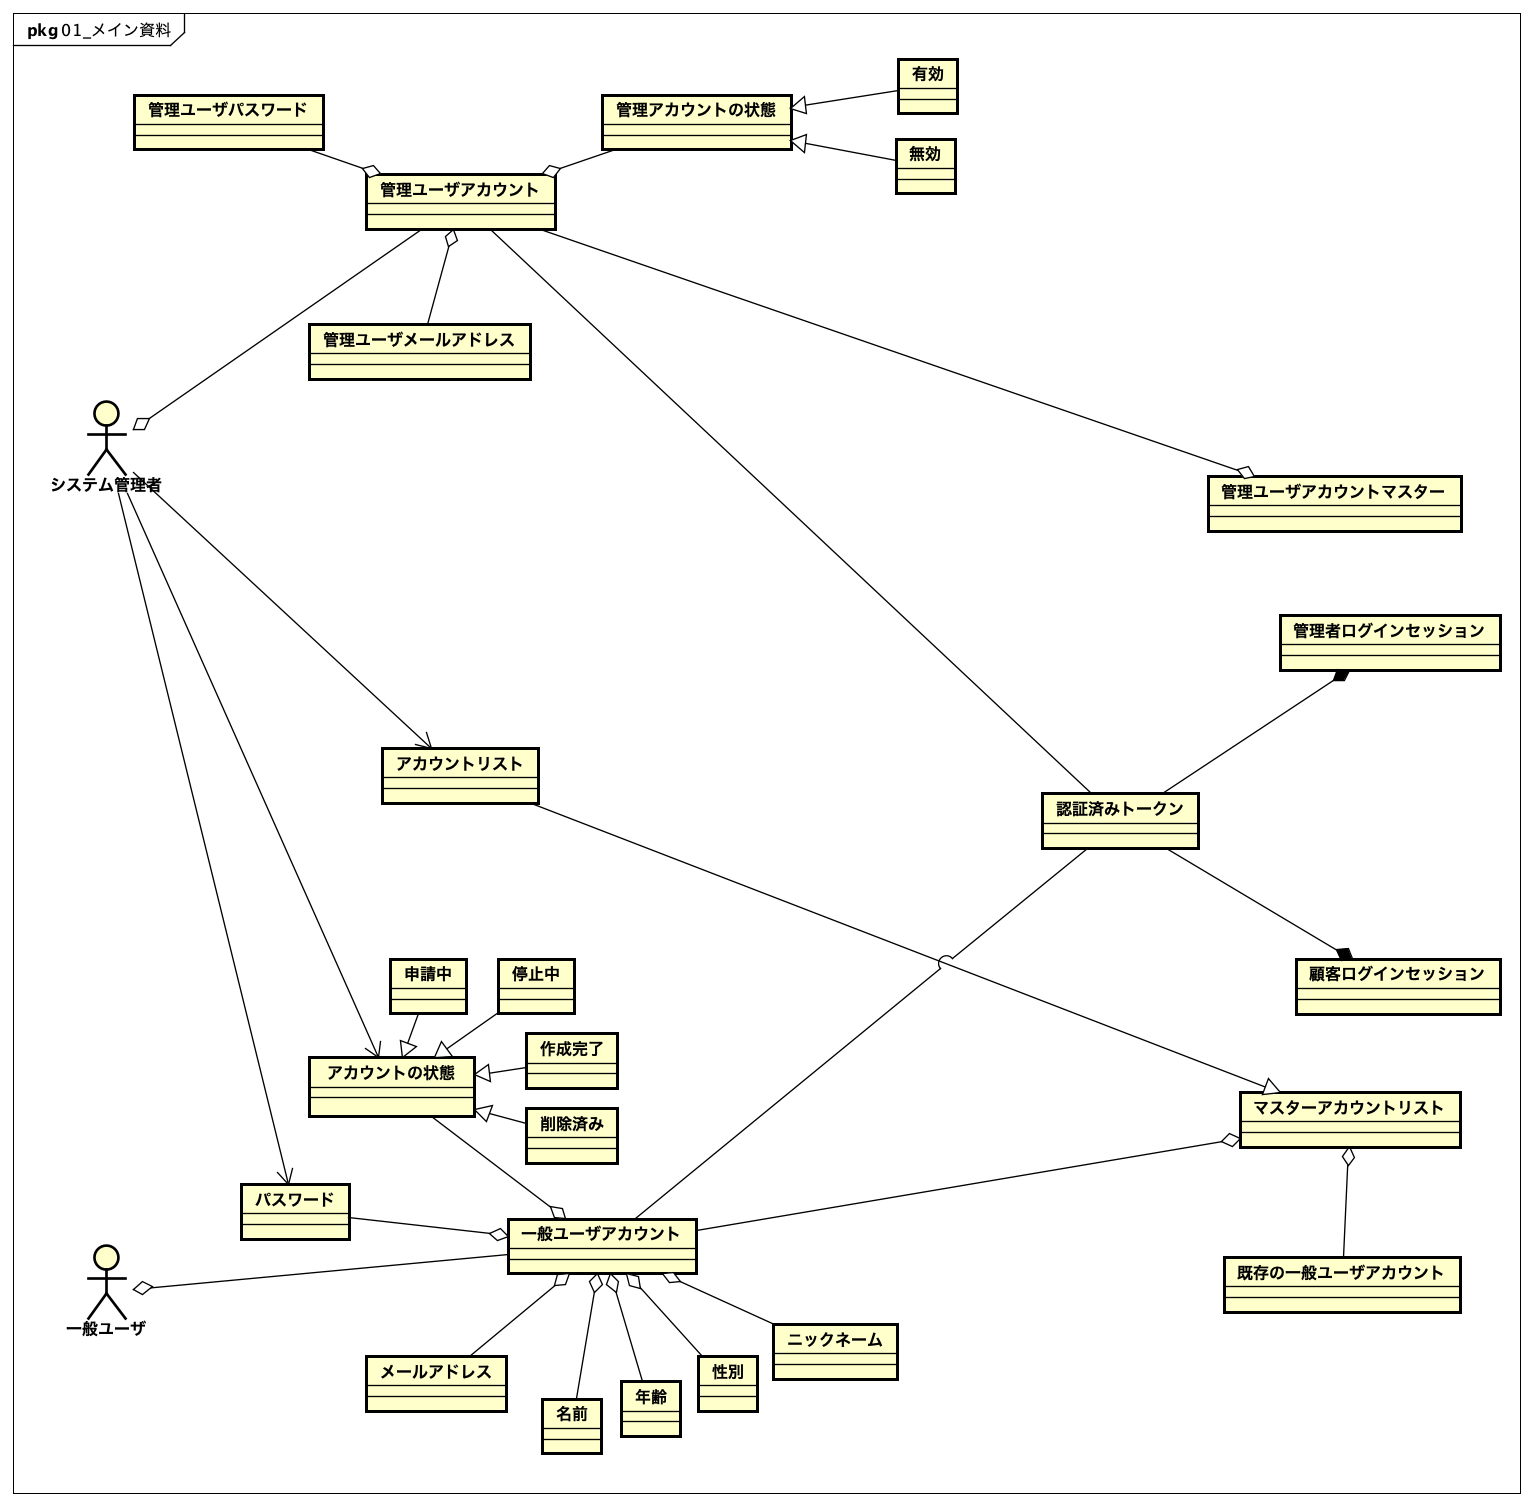 pkg 01_メイン資料
有効
管理ユーザパスワード
管理アカウントの状態
無効
管理ユーザアカウント
管理ユーザメールアドレス
システム管理者
管理ユーザアカウントマスター
管理者ログインセッション
アカウントリスト
認証済みトークン
申請中
停止中
顧客ログインセッション
作成完了
アカウントの状態
マスターアカウントリスト
削除済み
パスワード
一般ユーザアカウント
既存の一般ユーザアカウント
一般ユーザ
ニックネーム
メールアドレス
性別
年齢
名前